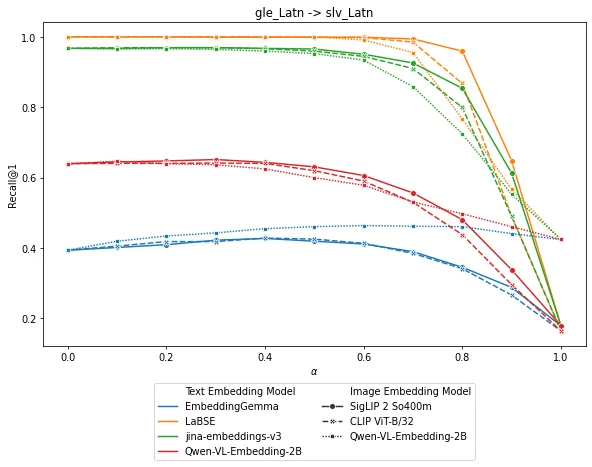 gle_Latn -> slv_Latn
Recall@1
1.0
0.8
0.6
0.4
0.2
0.0 0.2 0.4 0.6 0.8 1.0
α
Text Embedding Model Image Embedding Model
EmbeddingGemma SigLIP 2 So400m
LaBSE CLIP ViT-B/32
jina-embeddings-v3 Qwen-VL-Embedding-2B
Qwen-VL-Embedding-2B